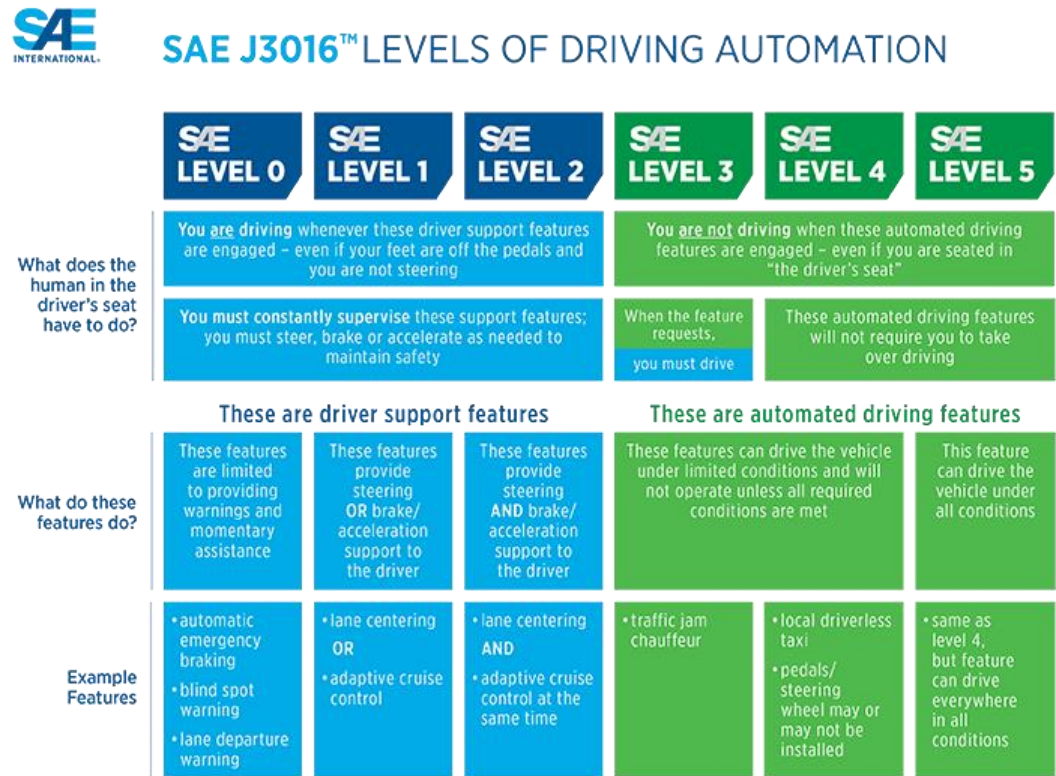 SAE
INTERNATIONAL®
SAE J3016™ LEVELS OF DRIVING AUTOMATION
SAE
LEVEL 0
SAE
LEVEL 1
SAE
LEVEL 2
SAE
LEVEL 3
SAE
LEVEL 4
SAE
LEVEL 5
What does the
human in the
driver's seat
have to do?
You are driving whenever these driver support features
are engaged – even if your feet are off the pedals and
you are not steering
You are not driving when these automated driving
features are engaged – even if you are seated in
"the driver's seat"
You must constantly supervise these support features;
you must steer, brake or accelerate as needed to
maintain safety
When the feature
requests,
you must drive
These automated driving features
will not require you to take
over driving
These are driver support features
These are automated driving features
What do these
features do?
These features
are limited
to providing
warnings and
momentary
assistance
These features
provide
steering
OR brake/
acceleration
support to
the driver
These features
provide
steering
AND brake/
acceleration
support to
the driver
These features can drive the vehicle
under limited conditions and will
not operate unless all required
conditions are met
This feature
can drive the
vehicle under
all conditions
Example
Features
• automatic
emergency
braking
• blind spot
warning
• lane departure
warning
• lane centering
OR
• adaptive cruise
control
• lane centering
AND
• adaptive cruise
control at the
same time
• traffic jam
chauffeur
• local driverless
taxi
• pedals/
steering
wheel may or
may not be
installed
• same as
level 4,
but feature
can drive
everywhere
in all
conditions